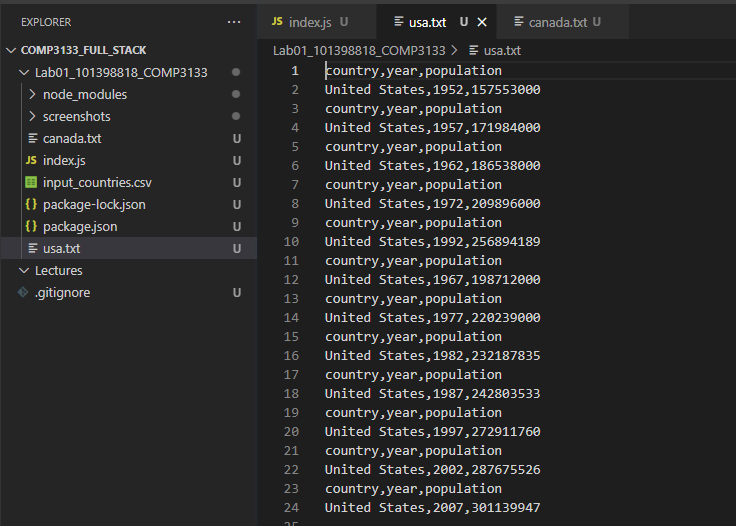 EXPLORER
...
COMP3133_FULL_STACK
Lab01_101398818_COMP3133
node_modules
screenshots
canada.txt U
JS index.js U
input_countries.csv U
{} package-lock.json U
{} package.json U
usa.txt U
Lectures
.gitignore U
JS index.js U
usa.txt U
canada.txt U
Lab01_101398818_COMP3133 > usa.txt
1 country,year,population
2 United States,1952,157553000
3 country,year,population
4 United States,1957,171984000
5 country,year,population
6 United States,1962,186538000
7 country,year,population
8 United States,1972,209896000
9 country,year,population
10 United States,1992,256894189
11 country,year,population
12 United States,1967,198712000
13 country,year,population
14 United States,1977,220239000
15 country,year,population
16 United States,1982,232187835
17 country,year,population
18 United States,1987,242803533
19 country,year,population
20 United States,1997,272911760
21 country,year,population
22 United States,2002,287675526
23 country,year,population
24 United States,2007,301139947